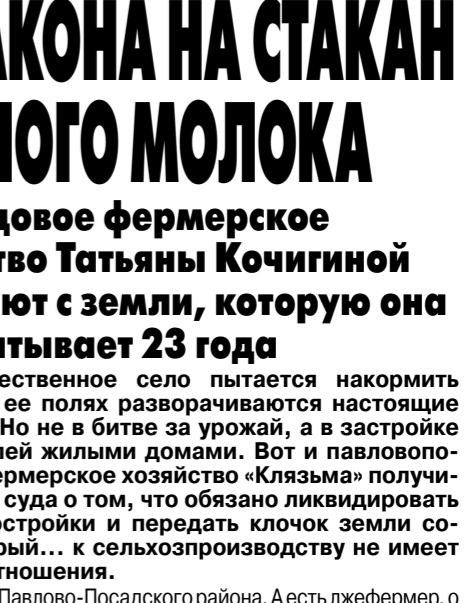 АКОНА НА СТАКАН
НОГО МОЛОКА
довое фермерское
тво Татьяны Кочигиной
ют с земли, которую она
тывает 23 года
ественное село пытается накормить
ее полях разворачиваются настоящие
Но не в битве за урожай, а в застройке
лей жилыми домами. Вот и павловопо-
ермерское хозяйство «Клязьма» получи-
суда о том, что обязано ликвидировать
остройки и передать клочок земли со-
рый... к сельхозпроизводству не имеет
тношения.
Павлово-Посадского района. А есть лжефермер, о